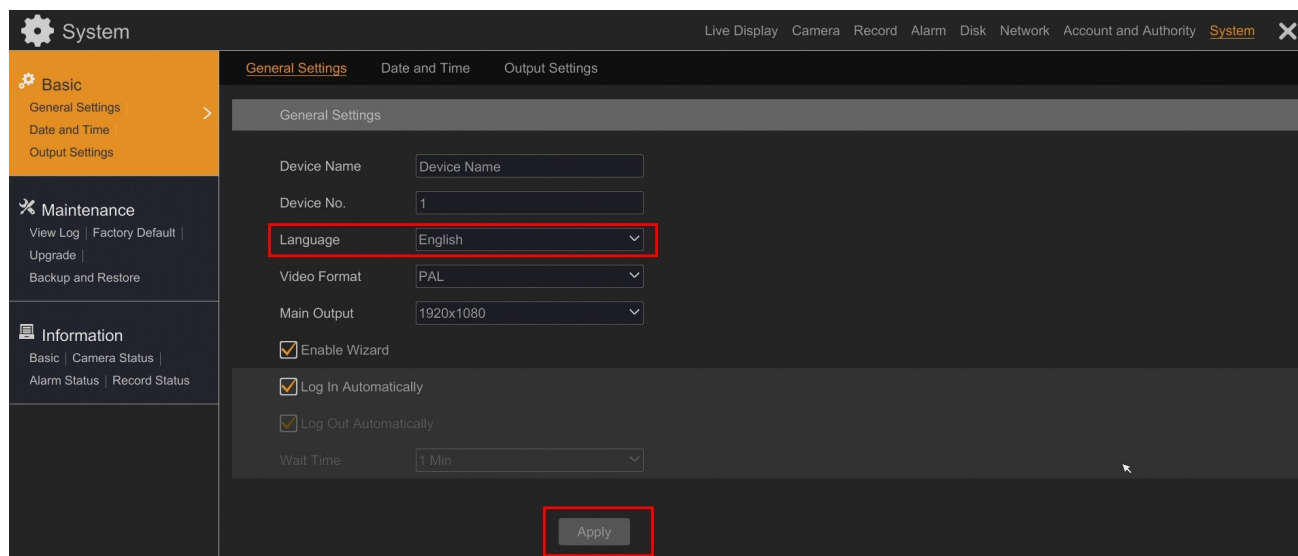 System
Live Display Camera Record Alarm Disk Network Account and Authority System
Basic
General Settings |
Date and Time |
Output Settings
Maintenance
View Log | Factory Default |
Upgrade |
Backup and Restore
Information
Basic | Camera Status |
Alarm Status | Record Status
General Settings Date and Time Output Settings
General Settings
Device Name Device Name
Device No. 1
Language English
Video Format PAL
Main Output 1920x1080
Enable Wizard
Log In Automatically
Log Out Automatically
Wait Time 1 Min
Apply